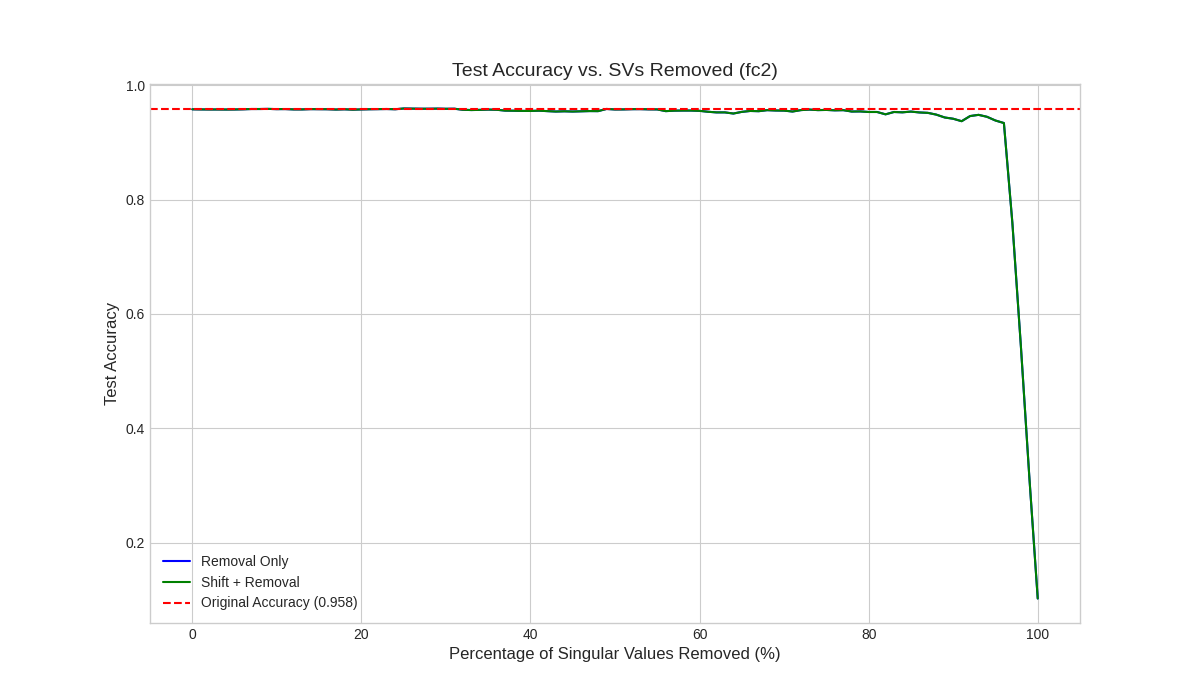 Test Accuracy vs. SVs Removed (fc2)
1.0
0.8
0.6
0.4
0.2
Test Accuracy
Removal Only
Shift + Removal
Original Accuracy (0.958)
0 20 40 60 80 100
Percentage of Singular Values Removed (%)